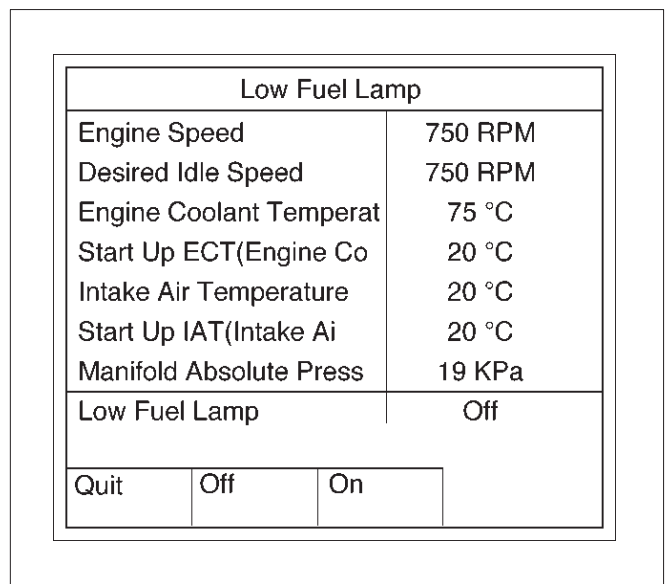 Low Fuel Lamp
Engine Speed 750 RPM
Desired Idle Speed 750 RPM
Engine Coolant Temperat 75 °C
Start Up ECT(Engine Co 20 °C
Intake Air Temperature 20 °C
Start Up IAT(Intake Ai 20 °C
Manifold Absolute Press 19 KPa
Low Fuel Lamp Off
Quit Off On